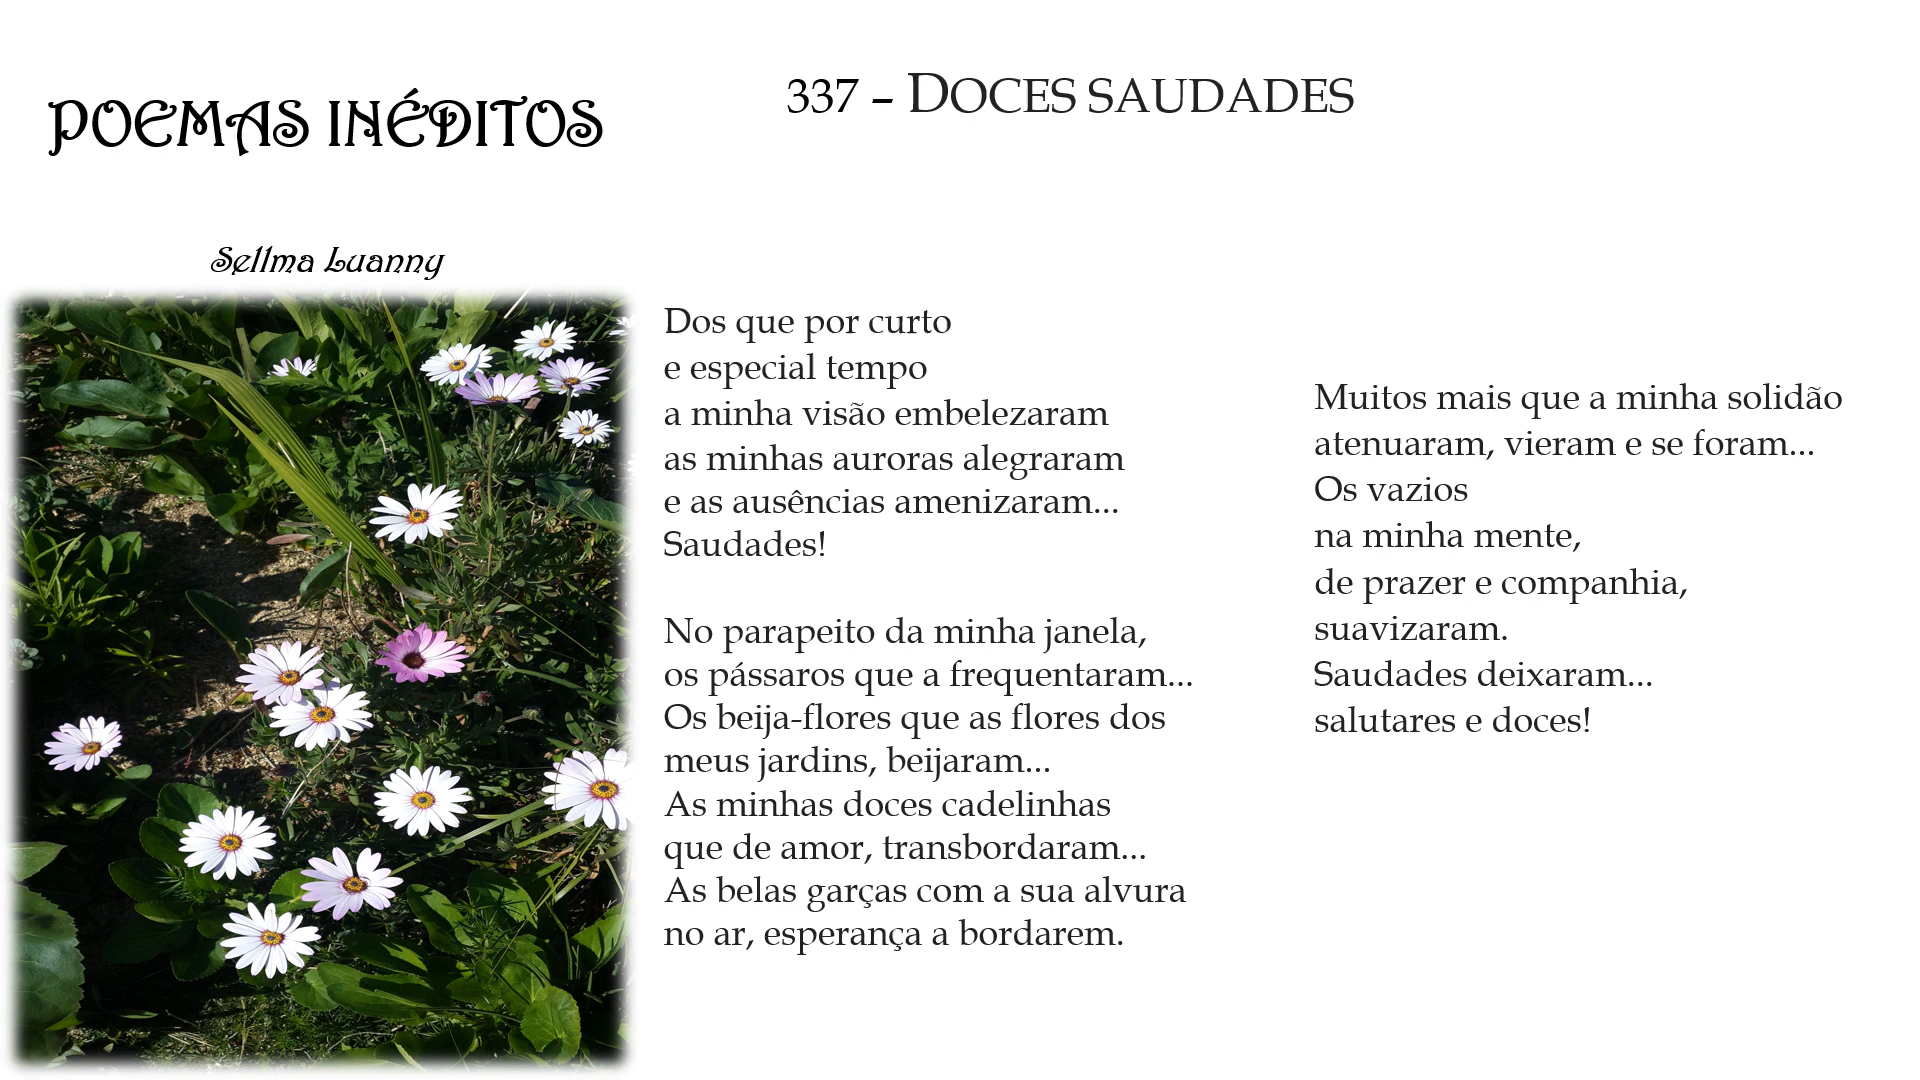 POEMAS INÉDITOS
Sellma Luanny
337 – DOCES SAUDADES
Dos que por curto
e especial tempo
a minha visão embelezaram
as minhas auroras alegraram
e as ausências amenizaram...
Saudades!
No parapeito da minha janela,
os pássaros que a frequentaram...
Os beija-flores que as flores dos
meus jardins, beijaram...
As minhas doces cadelinhas
que de amor, transbordaram...
As belas garças com a sua alvura
no ar, esperança a bordarem.
Muitos mais que a minha solidão
atenuaram, vieram e se foram...
Os vazios
na minha mente,
de prazer e companhia,
suavizaram.
Saudades deixaram...
salutares e doces!